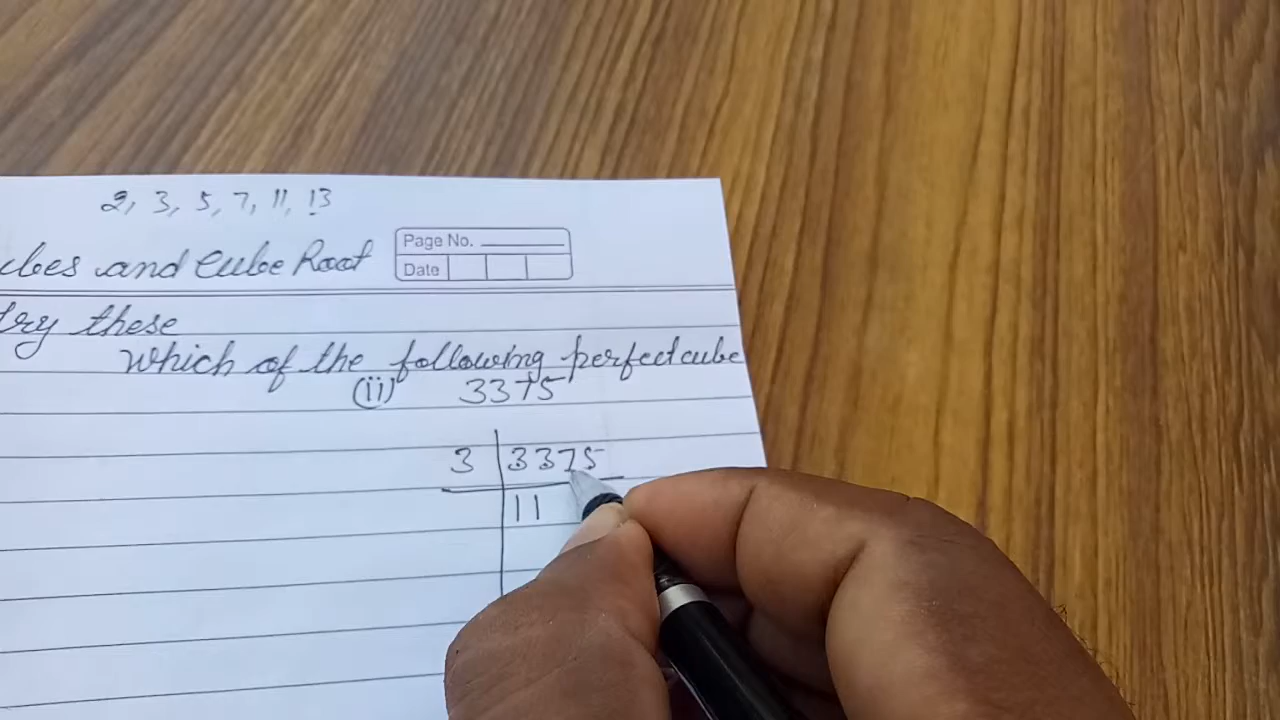 2, 3, 5, 7, 11, 13
and Cube Root
Page No.
Date
try these
which of the following perfect cube
(ii) 3375
3 3375
11